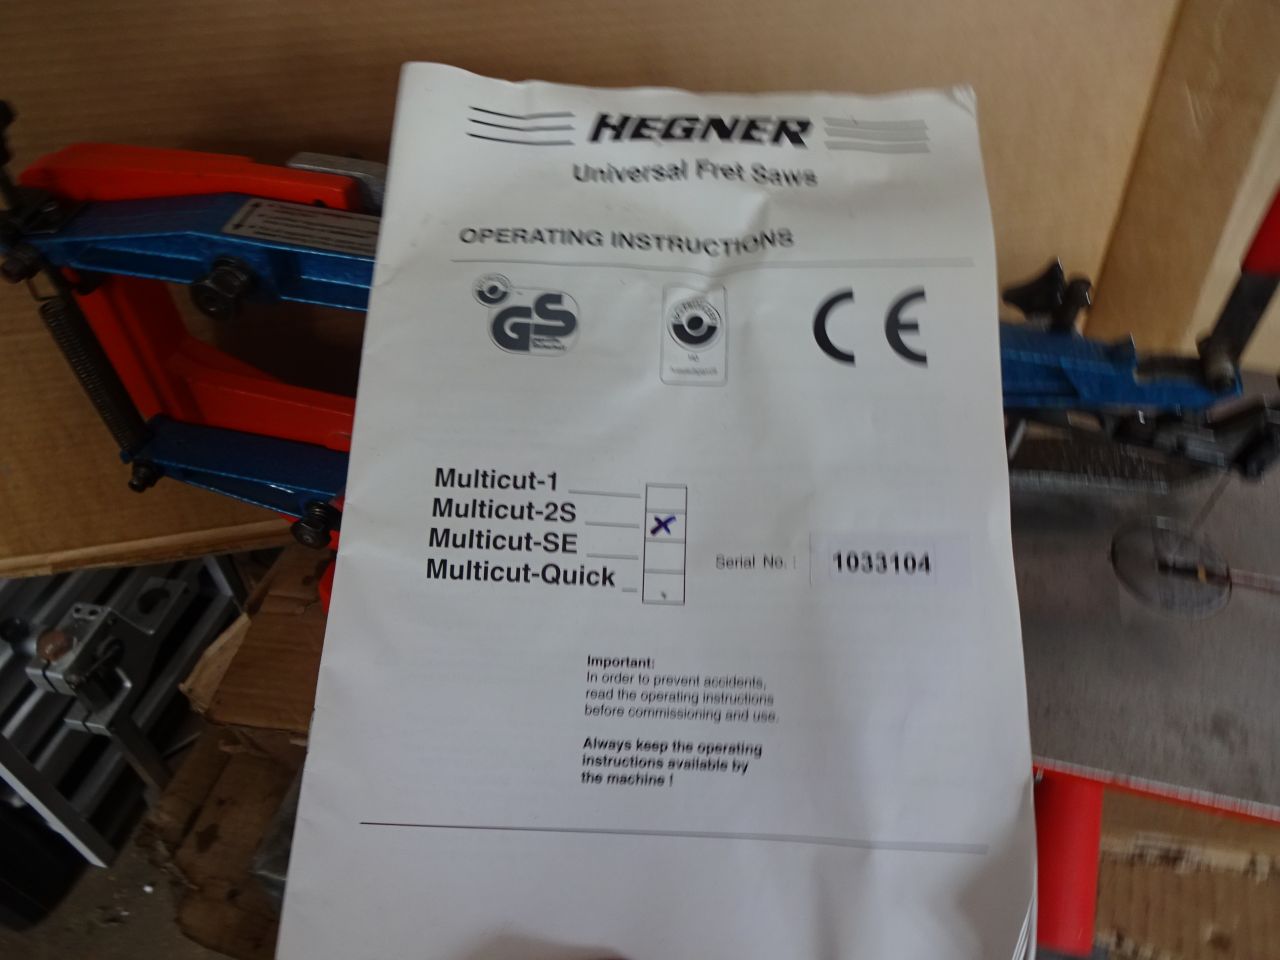 HEGNER
Universal Fret Saws
OPERATING INSTRUCTIONS
GS
CE
Multicut-1
Multicut-2S X
Multicut-SE
Multicut-Quick
Serial No. : 1033104
Important:
In order to prevent accidents,
read the operating instructions
before commissioning and use.
Always keep the operating
instructions available by
the machine !